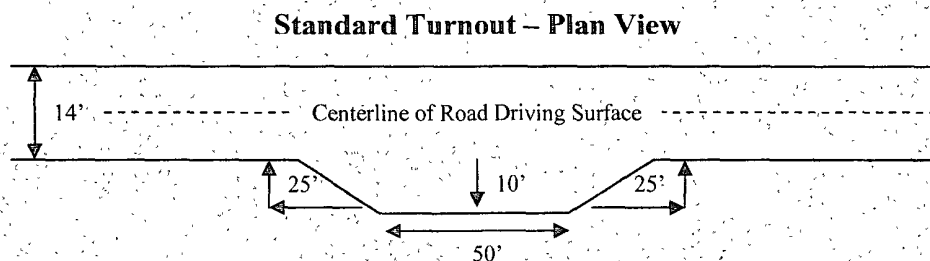 Standard Turnout – Plan View
14’
Centerline of Road Driving Surface
25’
10’
25’
50’